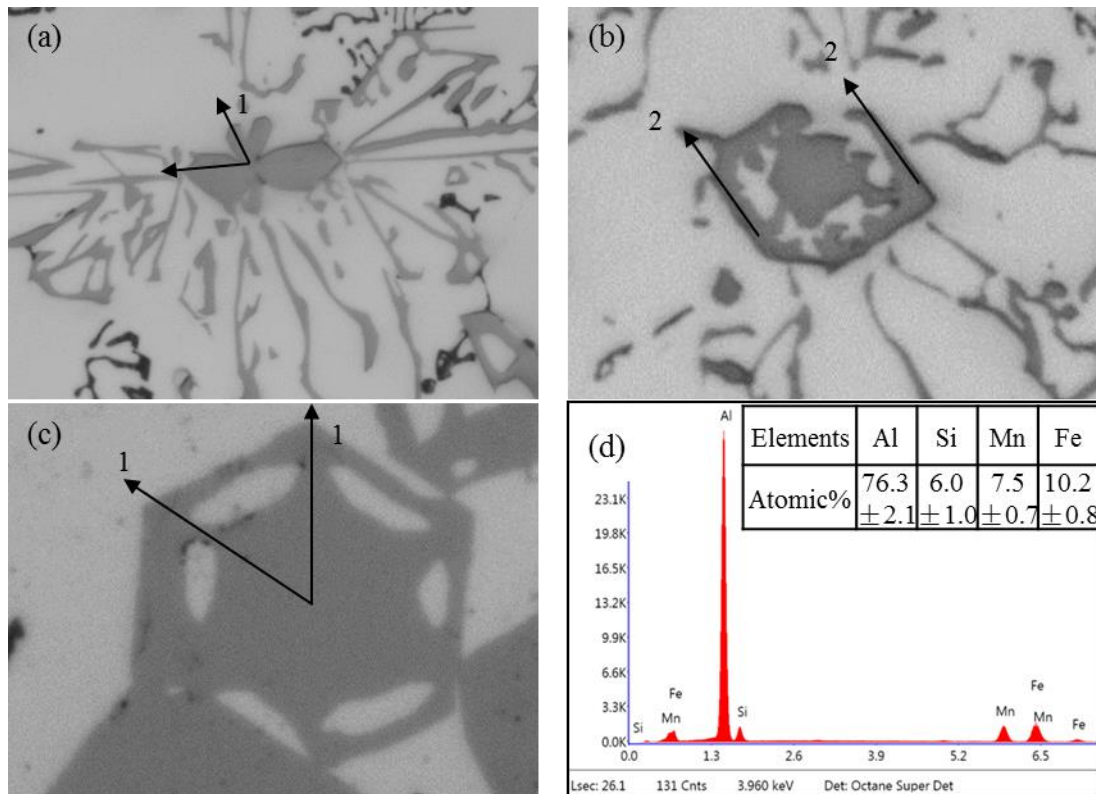 (a)
1
(b)
2
2
(c)
1
1
(d)
Elements Al Si Mn Fe
Atomic% 76.3 ±2.1 6.0 ±1.0 7.5 ±0.7 10.2 ±0.8
Al
23.1K
19.8K
16.5K
13.2K
9.9K
6.6K
3.3K
0.0K
Si
Fe
Mn
Si
Mn
Fe
Mn
Fe
0.0 1.3 2.6 3.9 5.2 6.5
Lsec: 26.1 131 Cnts 3.960 keV Det: Octane Super Det